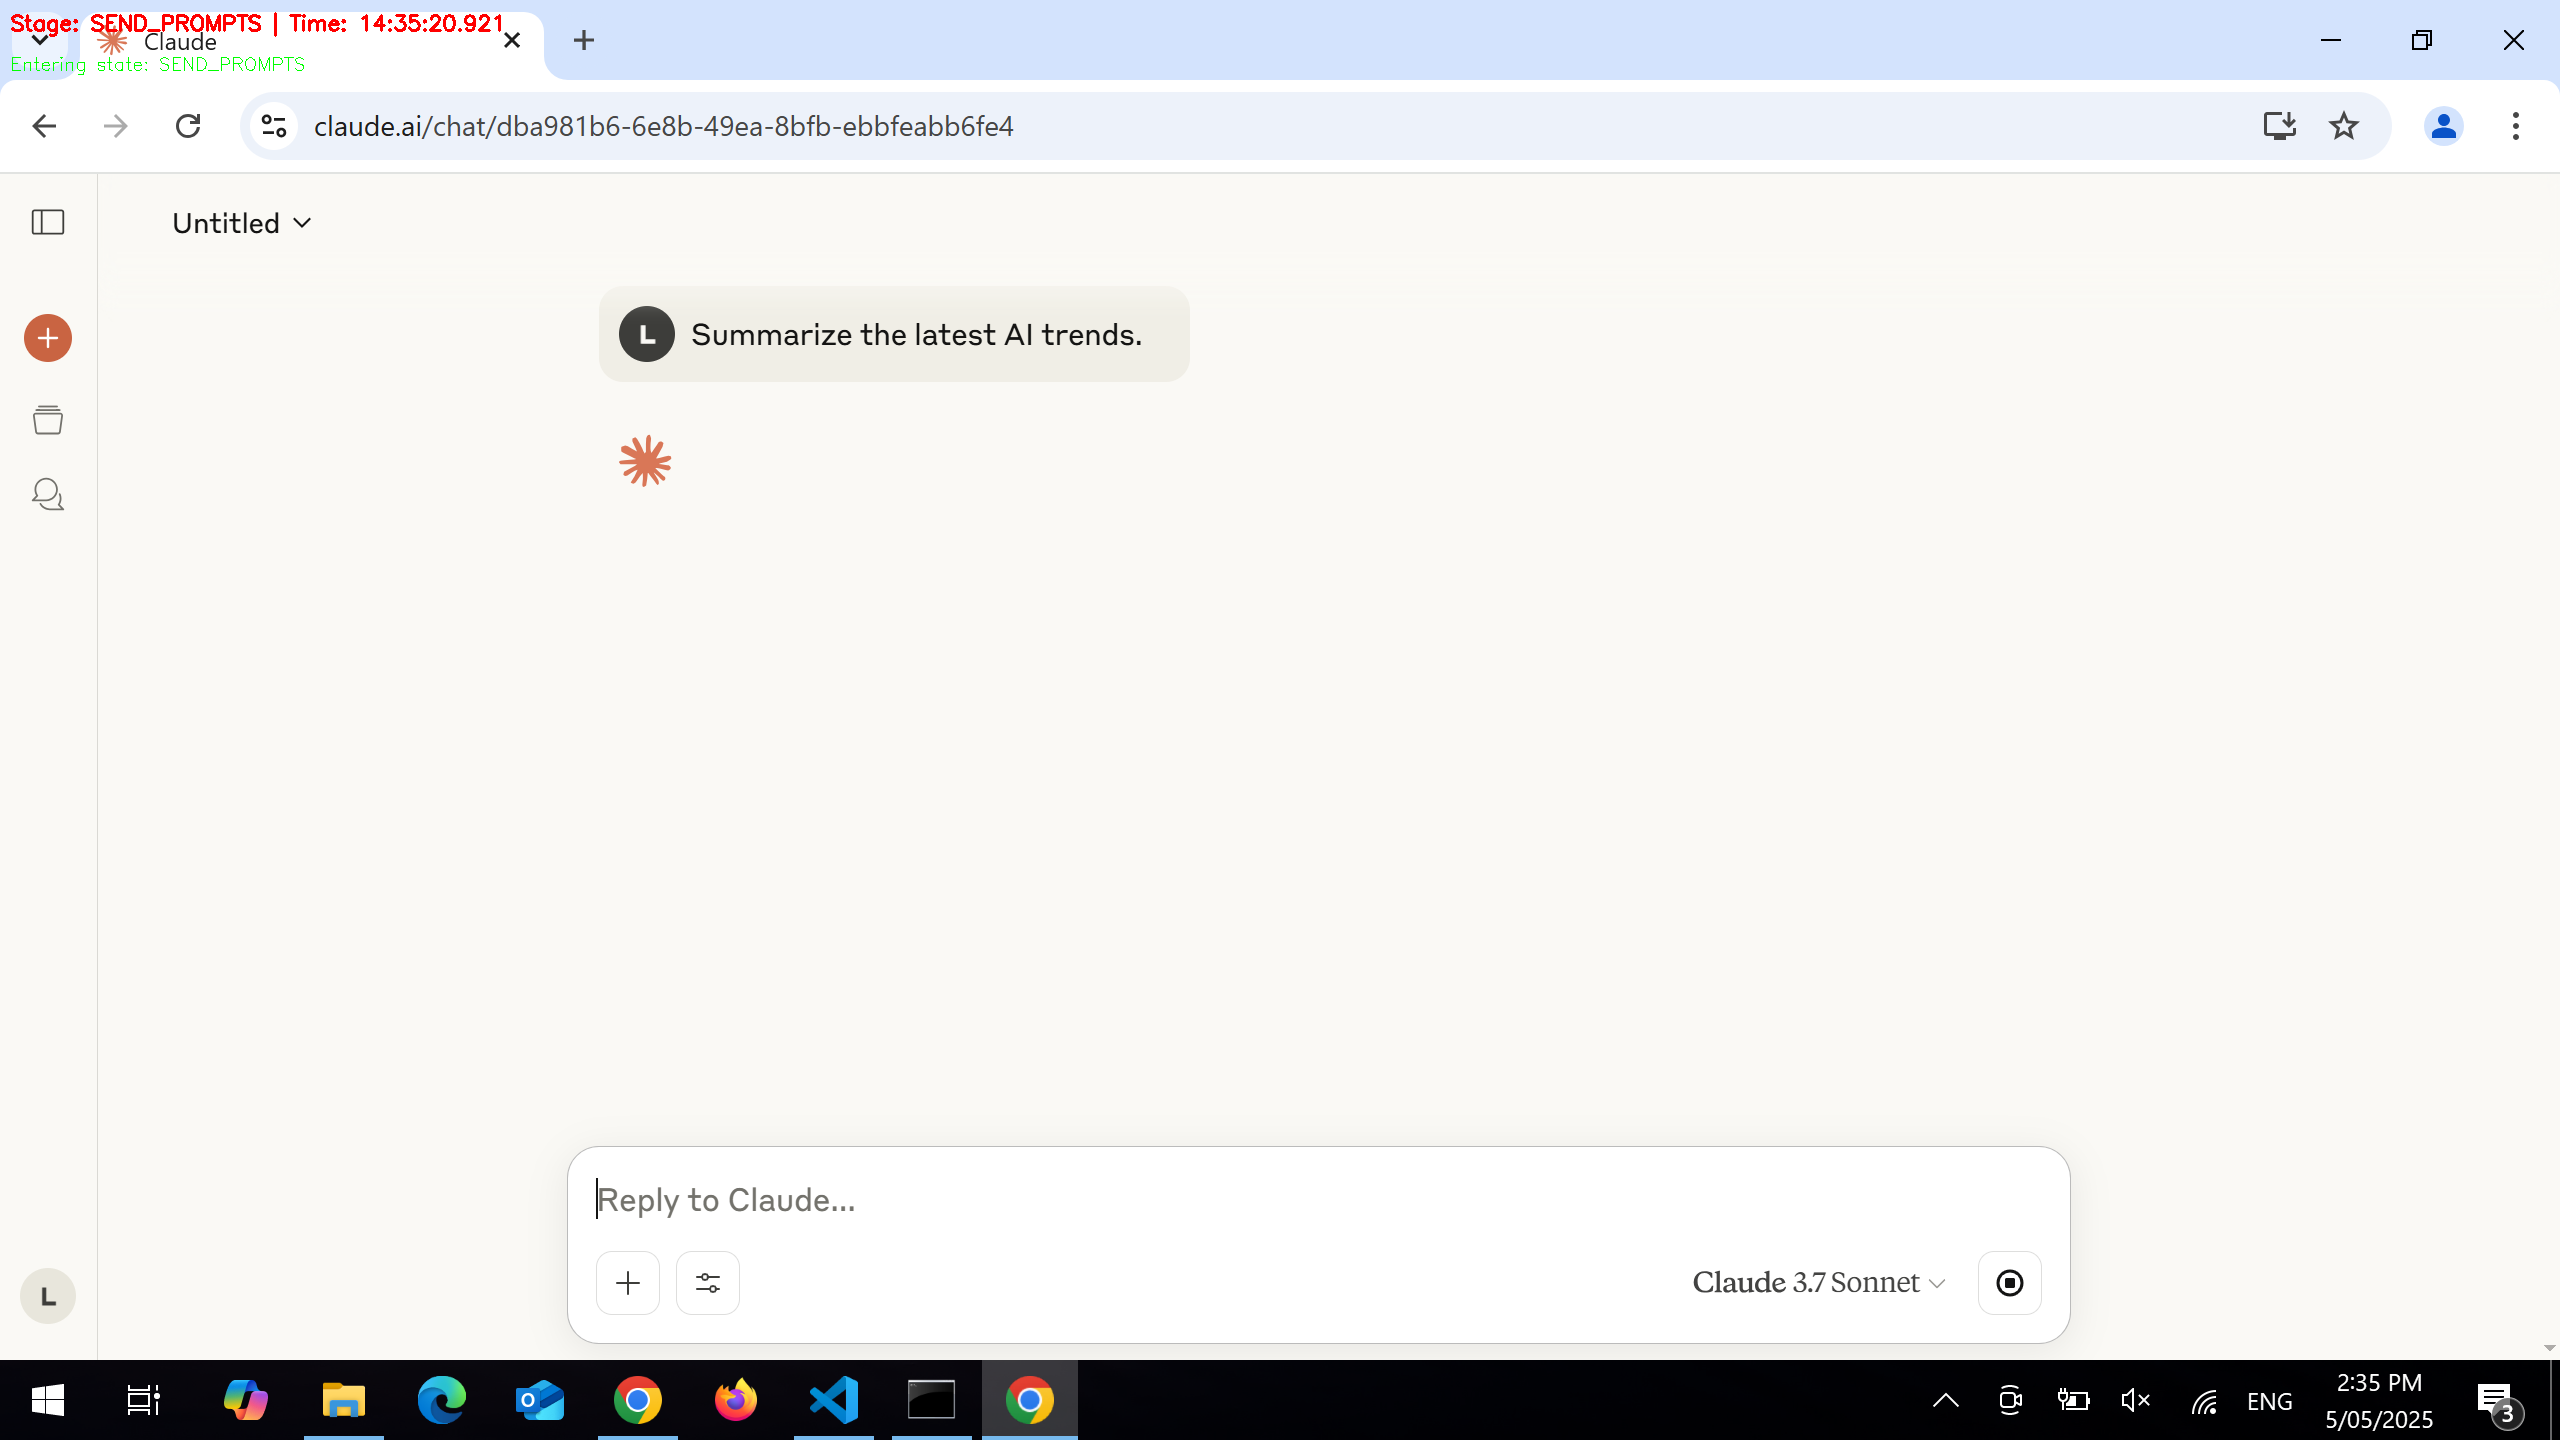 Stage: SEND_PROMPTS | Time: 14:35:20.921
Claude
Entering state: SEND_PROMPTS
claude.ai/chat/dba981b6-6e8b-49ea-8bfb-ebbfeabb6fe4
Untitled
L Summarize the latest AI trends.
Reply to Claude...
Claude 3.7 Sonnet
L
ENG
2:35 PM
5/05/2025
3